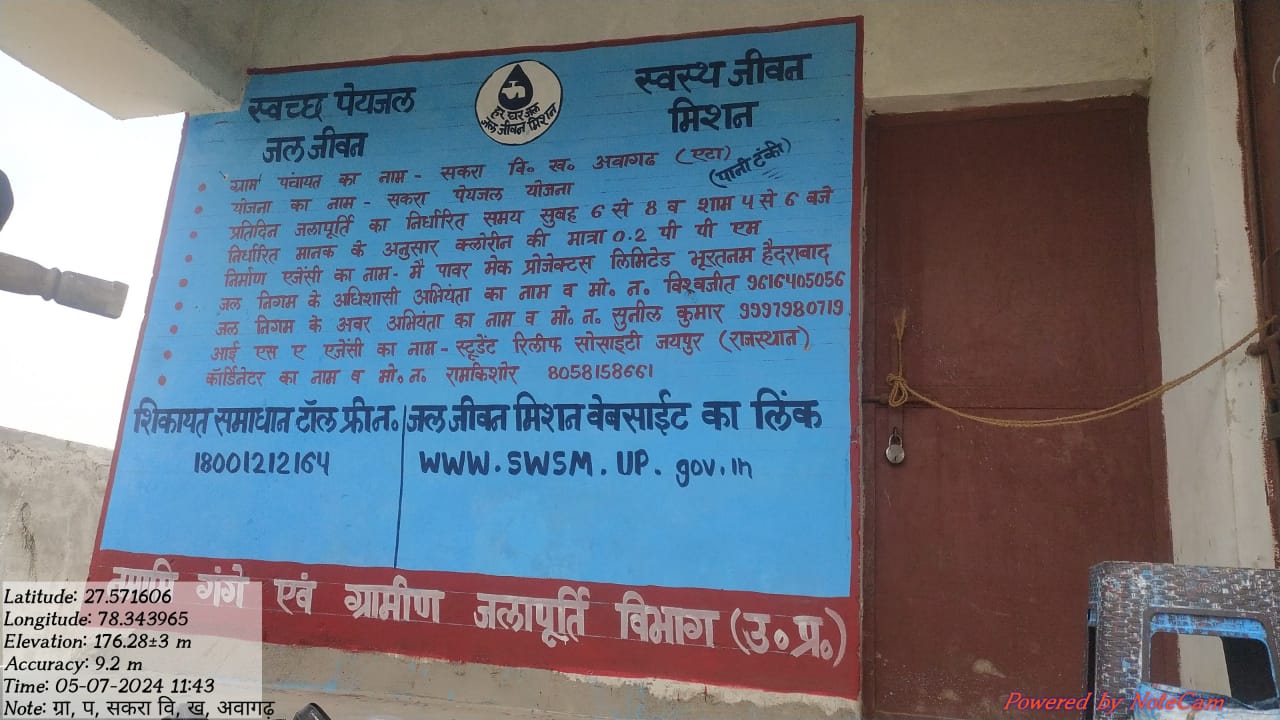 स्वच्छ पेयजल
जल जीवन
हर घर जल
जल जीवन मिशन
स्वस्थ जीवन
मिशन
• ग्राम पंचायत का नाम - सकरा वि० ख० अवागढ (एटा)
(पानी टंकी)
• योजना का नाम - सकरा पेयजल योजना
• प्रतिदिन जलापूर्ति का निर्धारित समय सुबह 6 से 8 व शाम 4 से 6 बजे
• निर्धारित मानक के अनुसार क्लोरीन की मात्रा 0.2 पी पी एम
• निर्माण एजेंसी का नाम - मै पावर मेक प्रोजेक्टस लिमिटेड भूरतनम हैदराबाद
• जल निगम के अधिशासी अभियंता का नाम व मो० न० विश्वजीत 9616405056
• जल निगम के अवर अभियंता का नाम व मो० न० सुनील कुमार 9997980719
• आई एस ए एजेंसी का नाम - स्टूडेंट रिलीफ सोसाइटी जयपुर (राजस्थान)
• कॉर्डिनेटर का नाम व मो० न० रामकिशोर 8058158661
शिकायत समाधान टॉल फ्री न०
18001212164
जल जीवन मिशन वेबसाईट का लिंक
WWW.SWSM.UP.gov.in
नमामि गंगे एवं ग्रामीण जलापूर्ति विभाग (उ०प्र०)
Latitude: 27.571606
Longitude: 78.343965
Elevation: 176.28±3 m
Accuracy: 9.2 m
Time: 05-07-2024 11:43
Note: ग्रा, प, सकरा वि, ख, अवागढ़
Powered by NoteCam